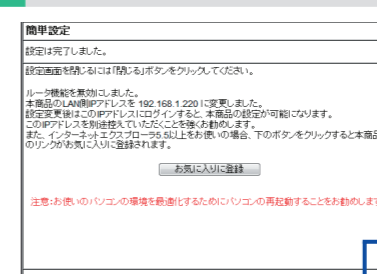 簡単設定
設定は完了しました。
設定画面を閉じるには「閉じる」ボタンをクリックしてください。
ルータ機能を無効にしました。
本商品のLAN側IPアドレスを 192.168.1.220 に変更しました。
設定変更後はこのIPアドレスにログインすると、本商品の設定が可能になります。
このIPアドレスを別途控えていただくことを強くお勧めします。
また、インターネットエクスプローラ5.5以上をお使いの場合、下のボタンをクリックすると本商品
のリンクがお気に入りに登録されます。
お気に入りに登録
注意:お使いのパソコンの環境を最適化するためにパソコンの再起動することをお勧めします